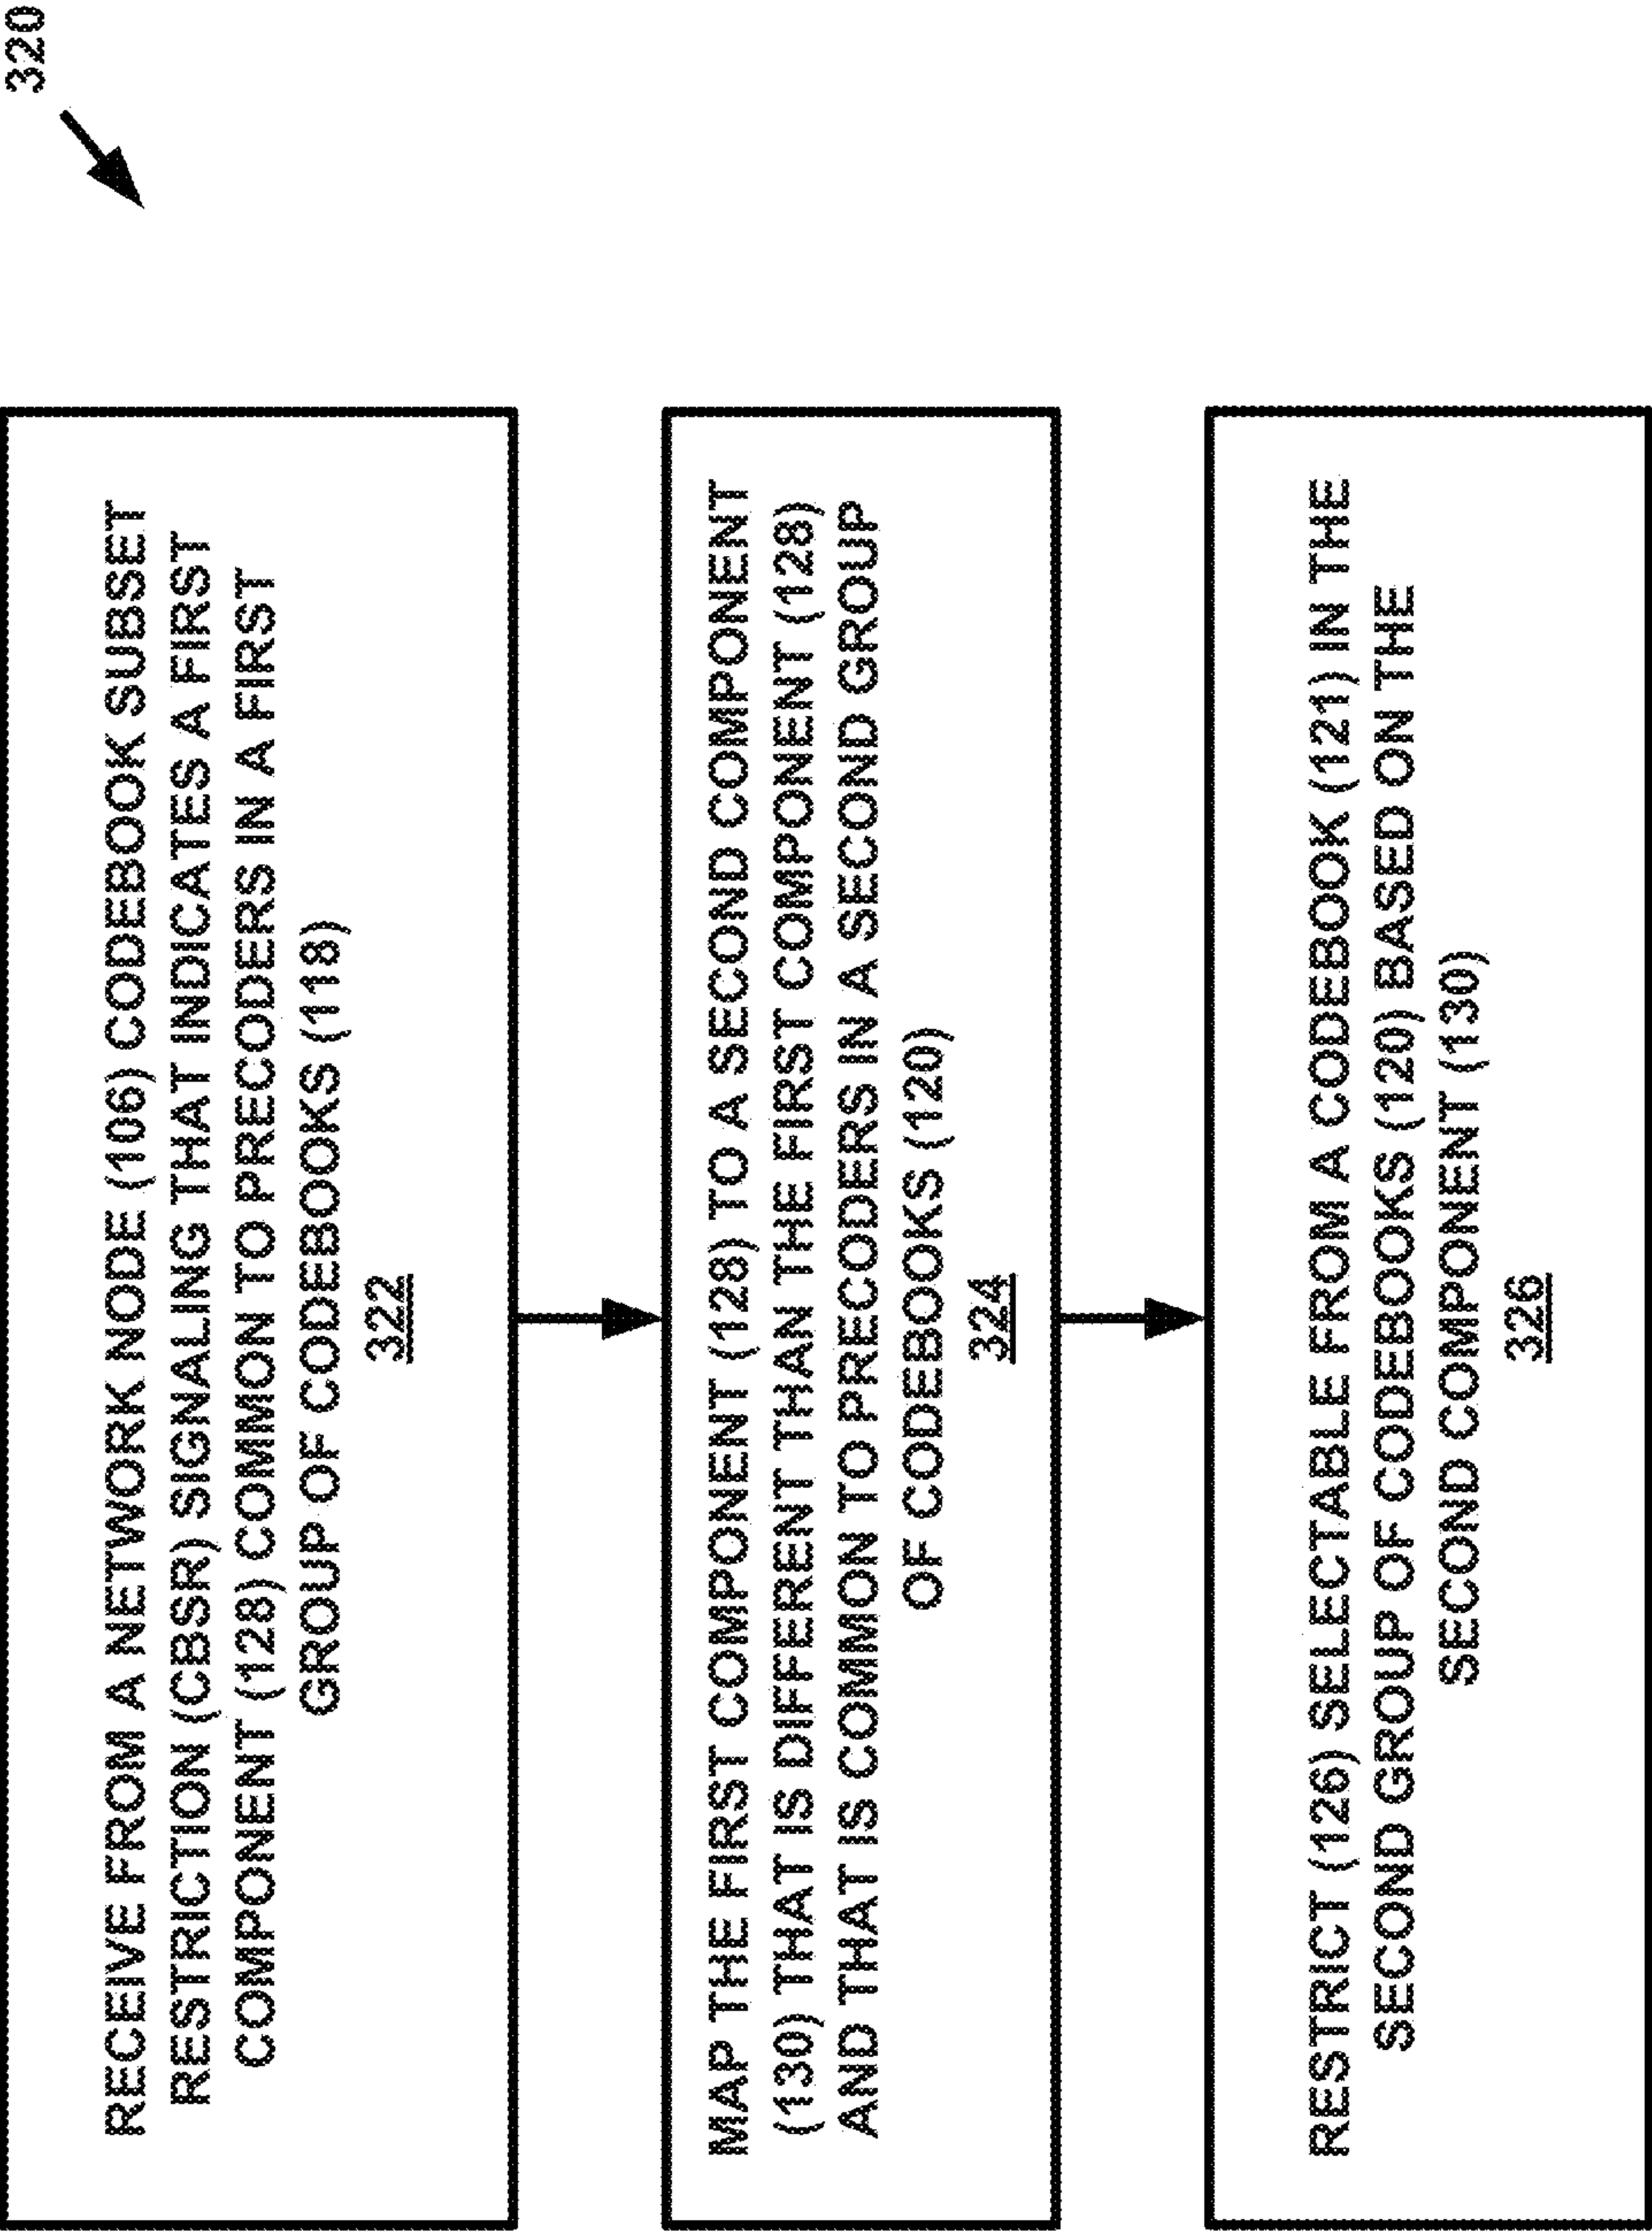 320
RECEIVE FROM A NETWORK NODE (106) CODEBOOK SUBSET
RESTRICTION (CBSR) SIGNALING THAT INDICATES A FIRST
COMPONENT (128) COMMON TO PRECODERS IN A FIRST
GROUP OF CODEBOOKS (118)
322
MAP THE FIRST COMPONENT (128) TO A SECOND COMPONENT
(130) THAT IS DIFFERENT THAN THE FIRST COMPONENT (128)
AND THAT IS COMMON TO PRECODERS IN A SECOND GROUP
OF CODEBOOKS (120)
324
RESTRICT (126) SELECTABLE FROM A CODEBOOK (121) IN THE
SECOND GROUP OF CODEBOOKS (120) BASED ON THE
SECOND COMPONENT (130)
326